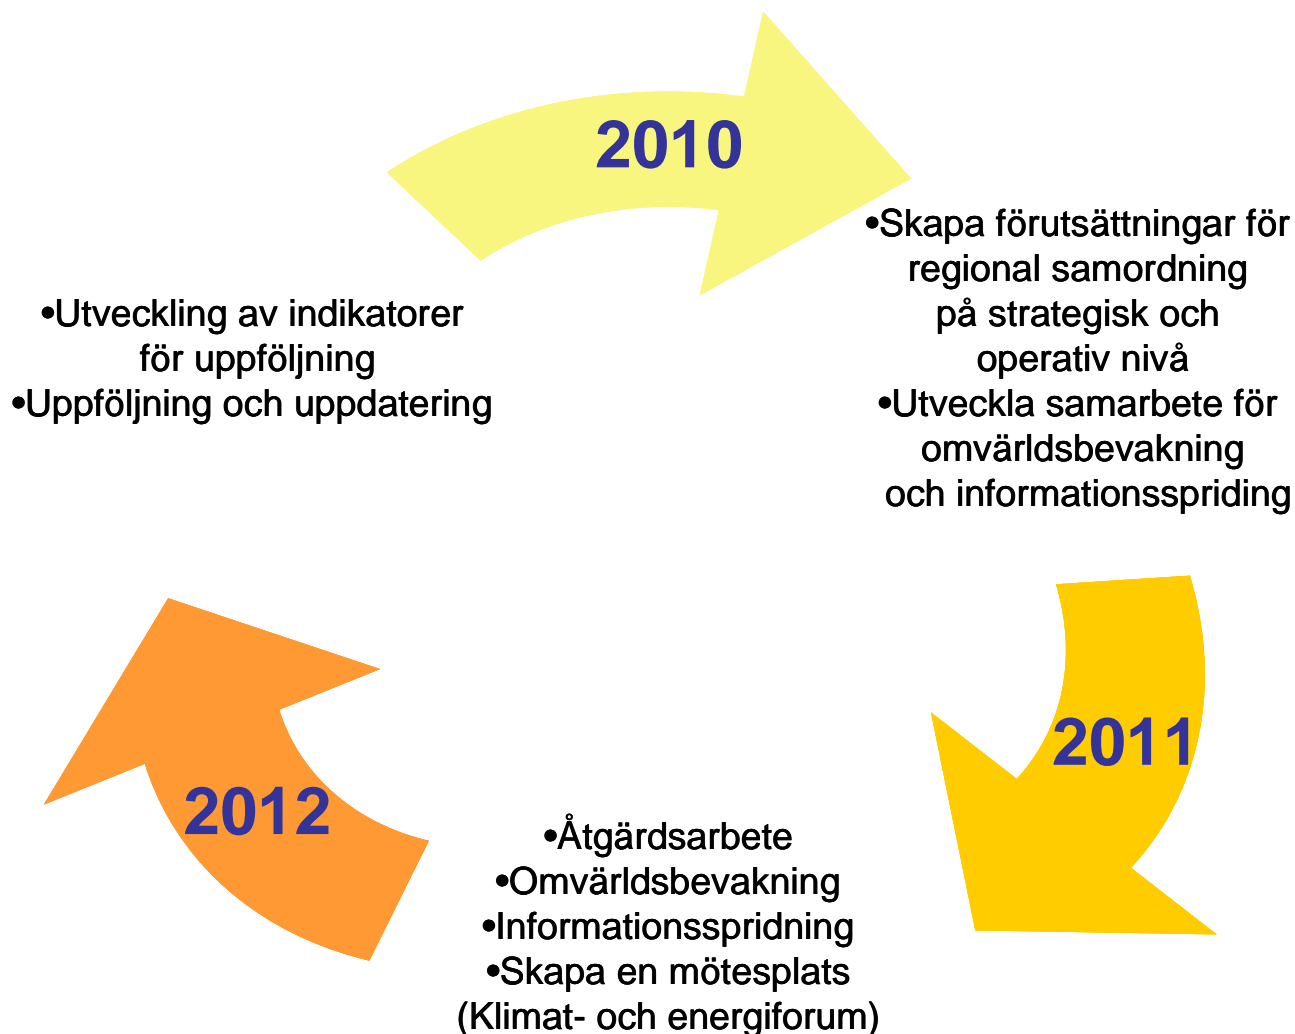 2010
•Skapa förutsättningar för
regional samordning
på strategisk och
operativ nivå
•Utveckla samarbete för
omvärldsbevakning
och informationsspriding
2011
•Åtgärdsarbete
•Omvärldsbevakning
•Informationsspridning
•Skapa en mötesplats
(Klimat- och energiforum)
2012
•Utveckling av indikatorer
för uppföljning
•Uppföljning och uppdatering